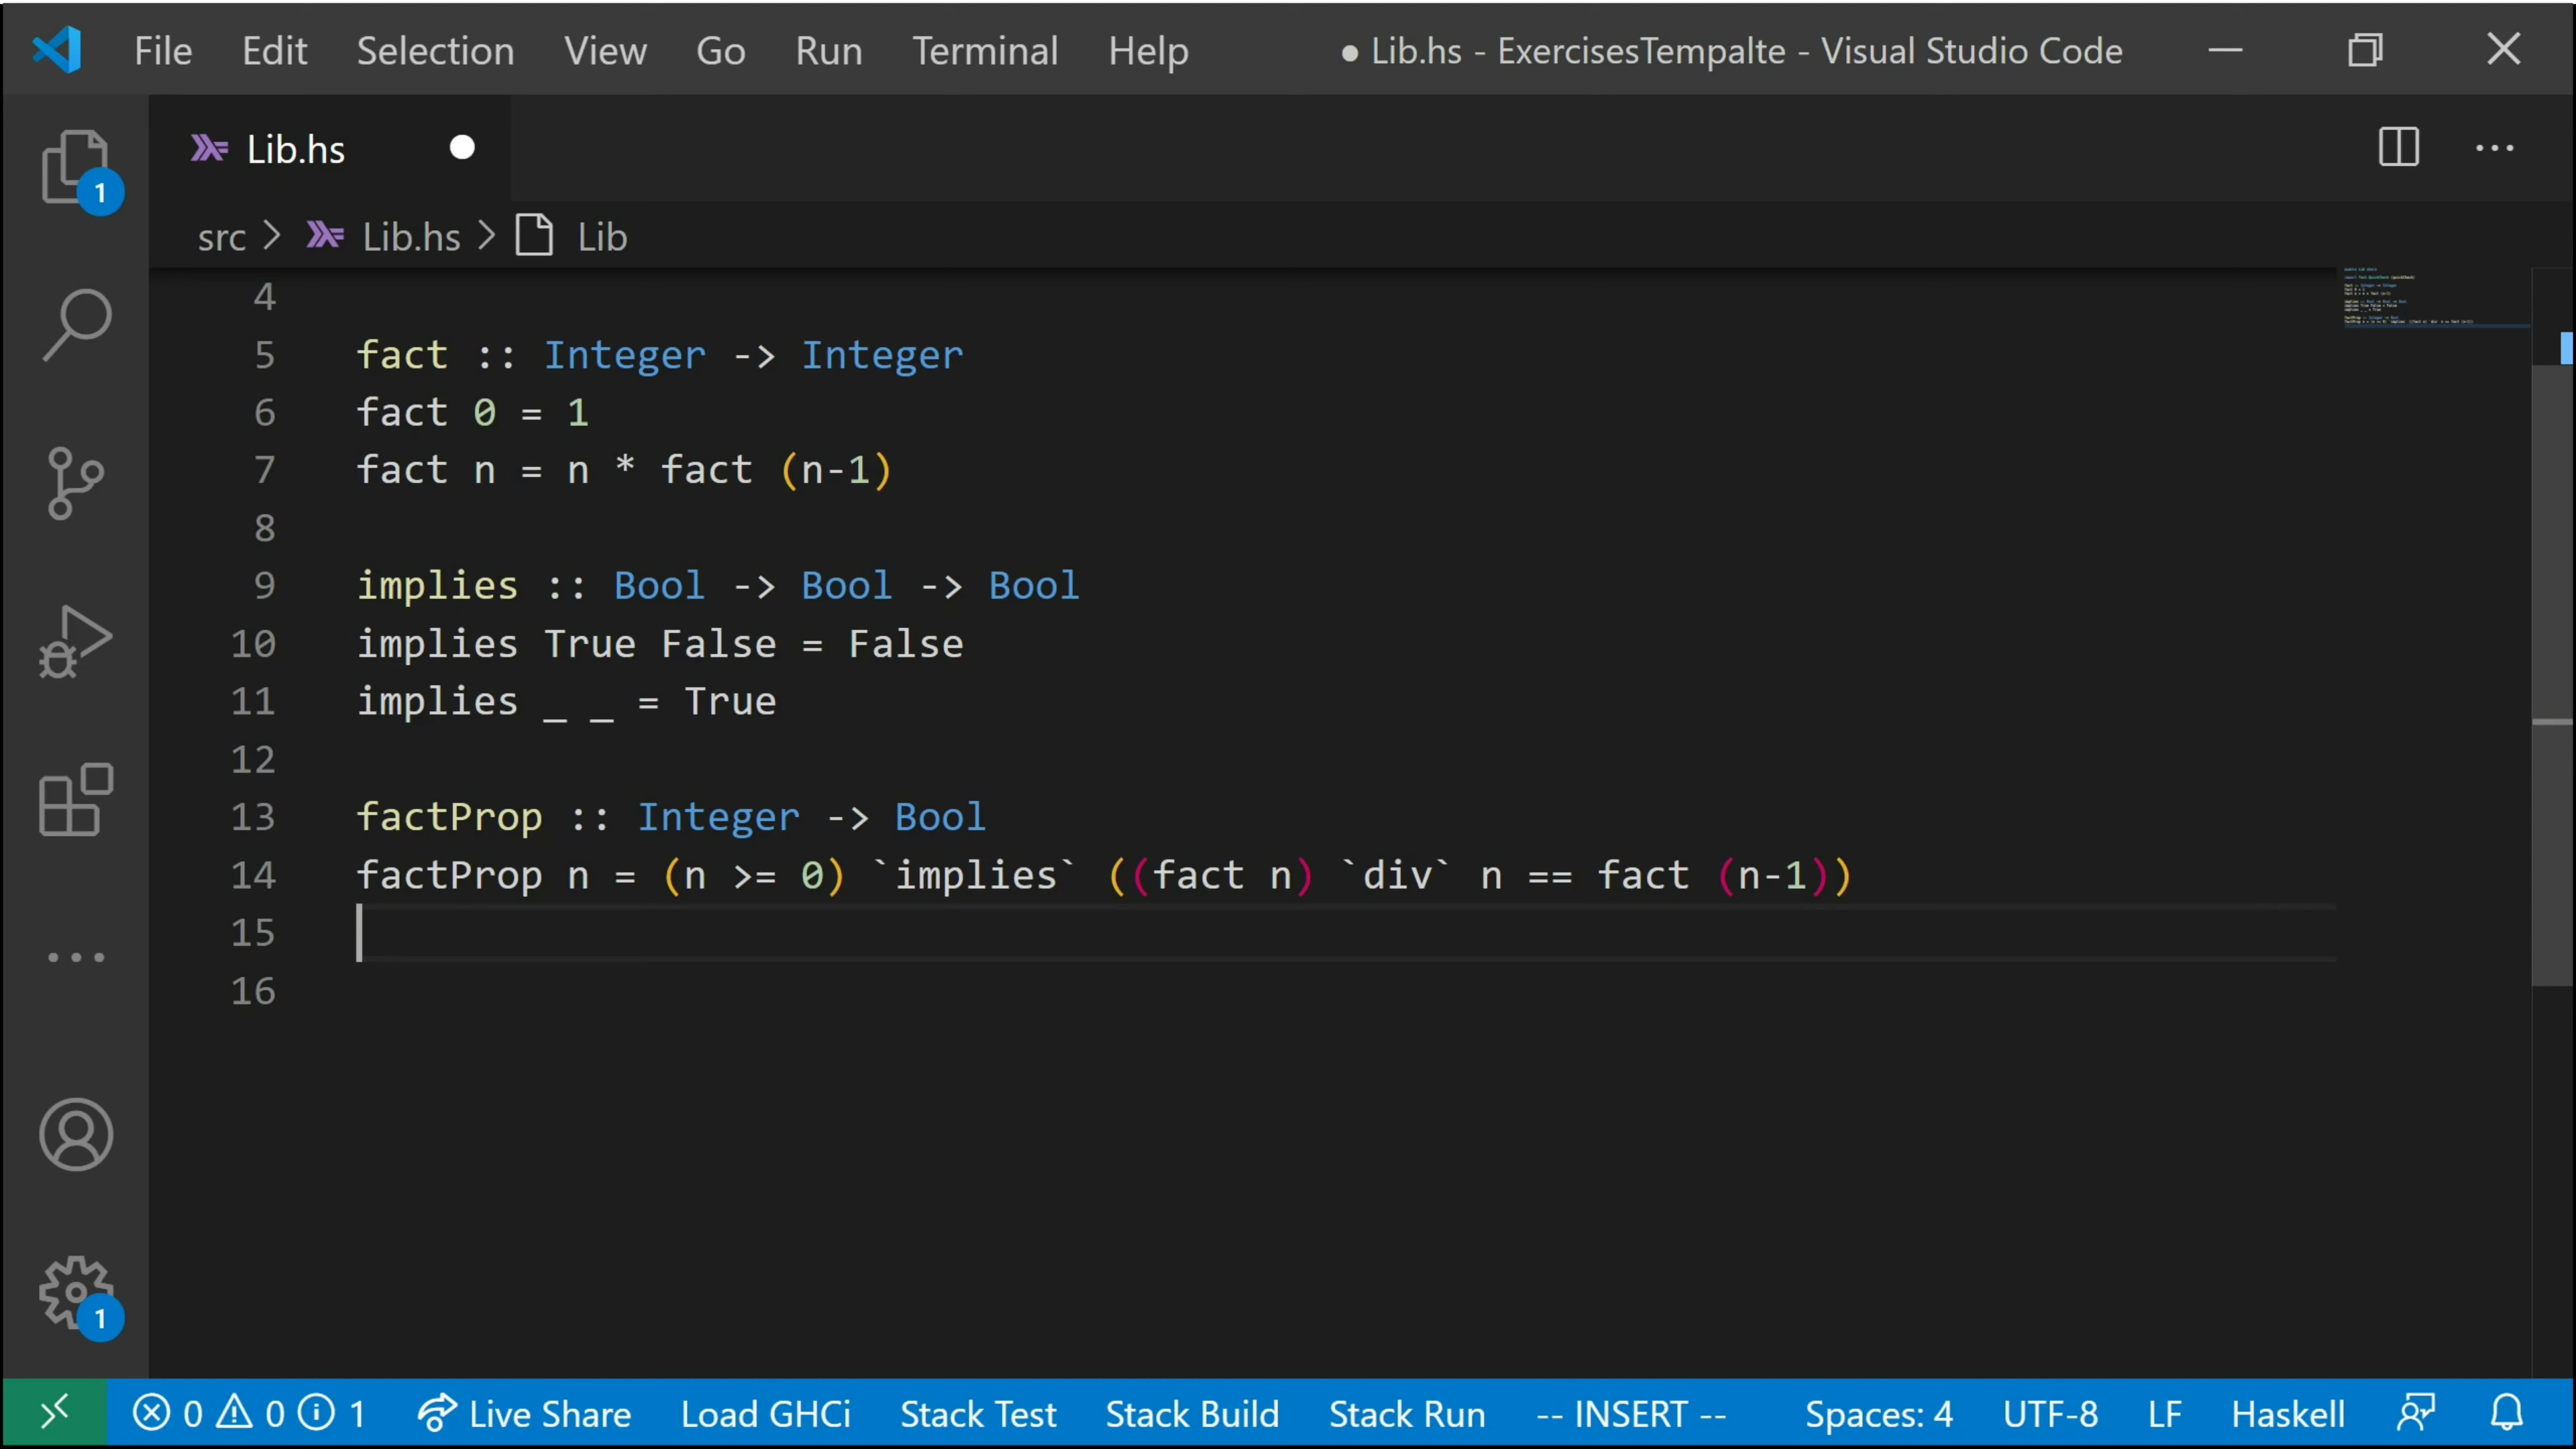 File Edit Selection View Go Run Terminal Help ● Lib.hs - ExercisesTempalte - Visual Studio Code
Lib.hs
1
src > Lib.hs > Lib
4
5 fact :: Integer -> Integer
6 fact 0 = 1
7 fact n = n * fact (n-1)
8
9 implies :: Bool -> Bool -> Bool
10 implies True False = False
11 implies _ _ = True
12
13 factProp :: Integer -> Bool
14 factProp n = (n >= 0) `implies` ((fact n) `div` n == fact (n-1))
15
16
1
0 0 1 Live Share Load GHCi Stack Test Stack Build Stack Run -- INSERT -- Spaces: 4 UTF-8 LF Haskell